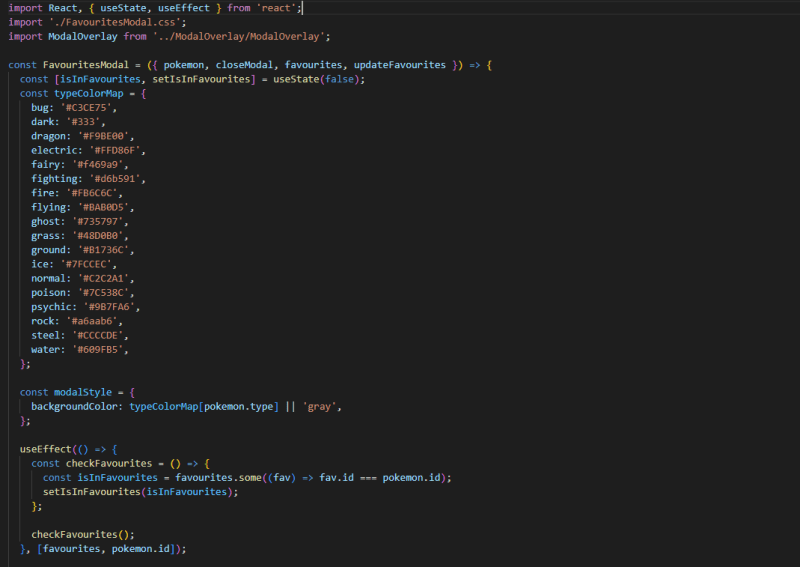 import React, { useState, useEffect } from 'react';
import './FavouritesModal.css';
import ModalOverlay from '../ModalOverlay/ModalOverlay';

const FavouritesModal = ({ pokemon, closeModal, favourites, updateFavourites }) => {
  const [isInFavourites, setIsInFavourites] = useState(false);
  const typeColorMap = {
    bug: '#C3CE75',
    dark: '#333',
    dragon: '#F9BE00',
    electric: '#FFD86F',
    fairy: '#f469a9',
    fighting: '#d6b591',
    fire: '#FB6C6C',
    flying: '#BAB0D5',
    ghost: '#735797',
    grass: '#48D0B0',
    ground: '#B1736C',
    ice: '#7FCCEC',
    normal: '#C2C2A1',
    poison: '#7C538C',
    psychic: '#9B7FA6',
    rock: '#a6aab6',
    steel: '#CCCCDE',
    water: '#609FB5',
  };

  const modalStyle = {
    backgroundColor: typeColorMap[pokemon.type] || 'gray',
  };

  useEffect(() => {
    const checkFavourites = () => {
      const isInFavourites = favourites.some((fav) => fav.id === pokemon.id);
      setIsInFavourites(isInFavourites);
    };

    checkFavourites();
  }, [favourites, pokemon.id]);